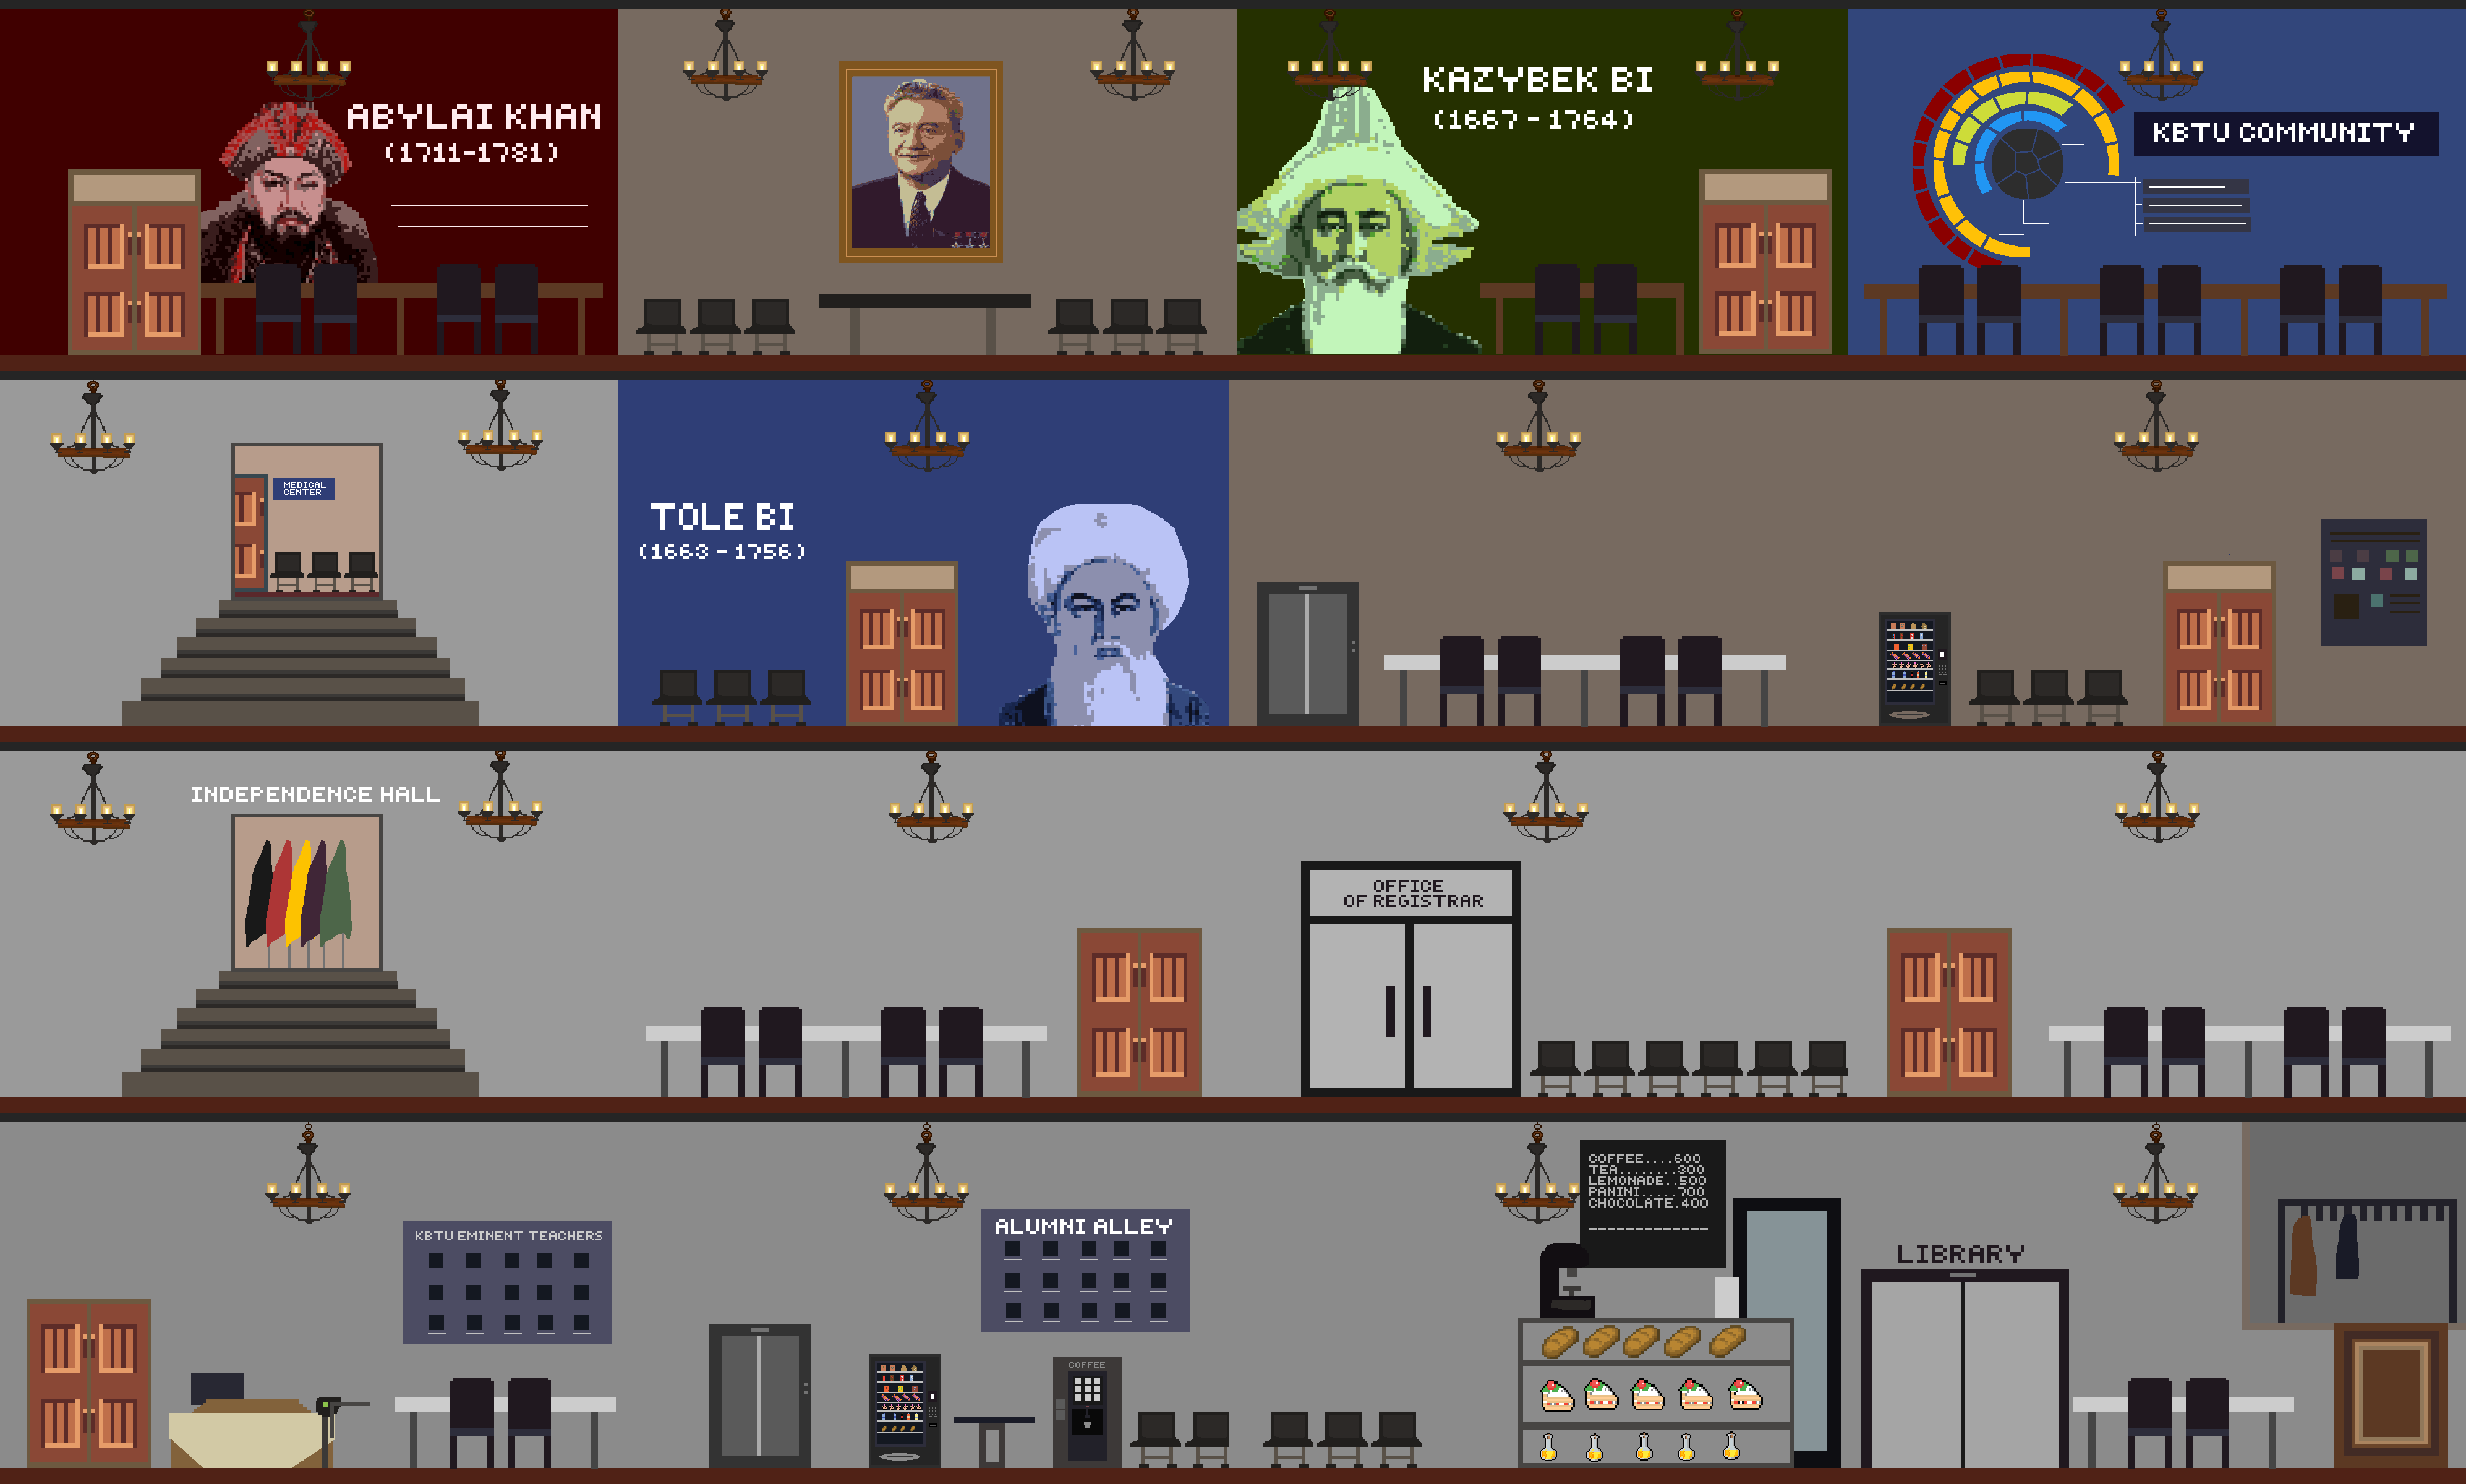 ABYLAI KHAN
(1711-1781)
KAZYBEK BI
(1667 - 1764)
KBTU COMMUNITY
MEDICAL
CENTER
TOLE BI
(1663 - 1756)
INDEPENDENCE HALL
OFFICE
OF REGISTRAR
KBTU EMINENT TEACHERS
ALUMNI ALLEY
COFFEE
COFFEE....600
TEA........300
LEMONADE..500
PANINI.....700
CHOCOLATE.400
-------------
LIBRARY